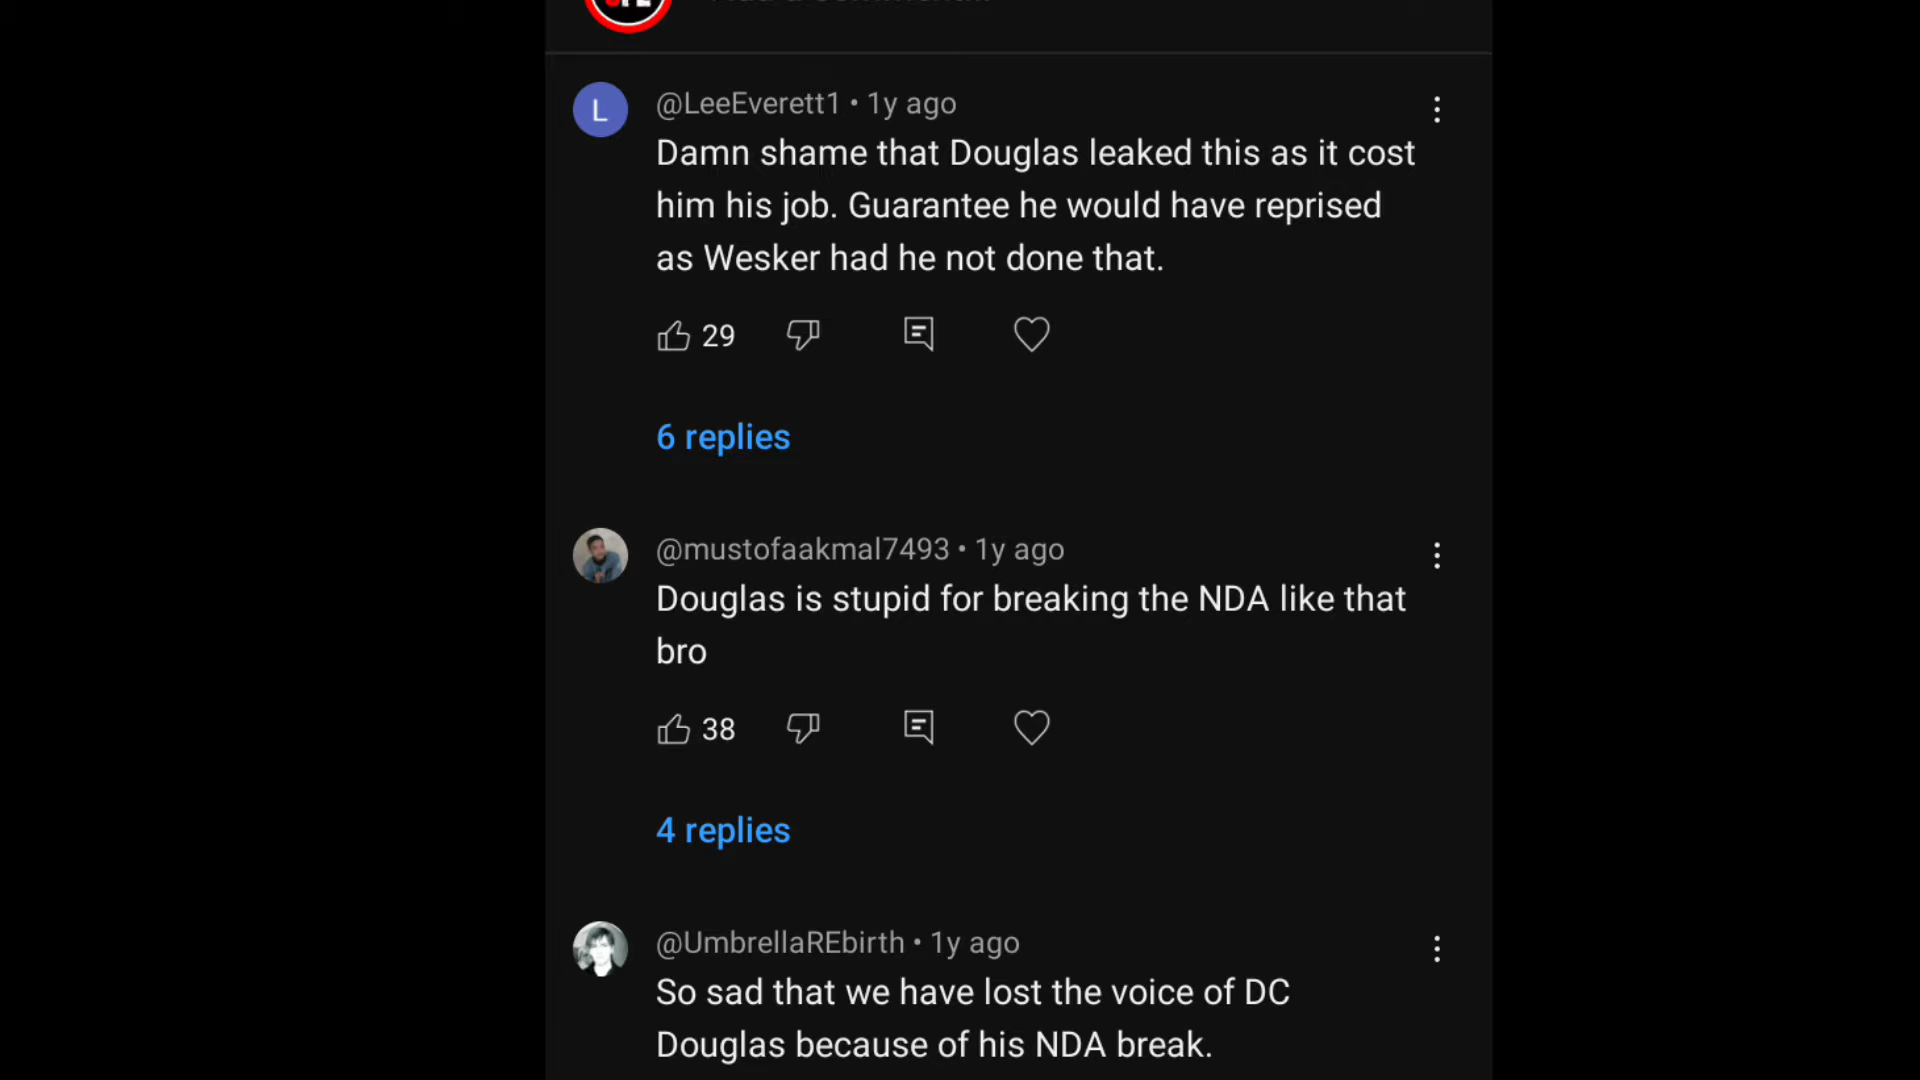 @LeeEverett1 • 1y ago
Damn shame that Douglas leaked this as it cost
him his job. Guarantee he would have reprised
as Wesker had he not done that.
29
6 replies
@mustofaakmal7493 • 1y ago
Douglas is stupid for breaking the NDA like that
bro
38
4 replies
@UmbrellaREbirth • 1y ago
So sad that we have lost the voice of DC
Douglas because of his NDA break.